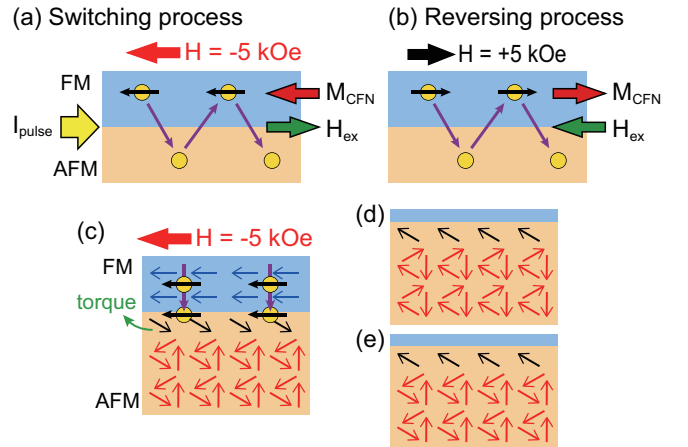 (a) Switching process
H = -5 kOe
FM
M_CFN
I_pulse
H_ex
AFM
(b) Reversing process
H = +5 kOe
M_CFN
H_ex
(c)
H = -5 kOe
FM
torque
AFM
(d)
(e)